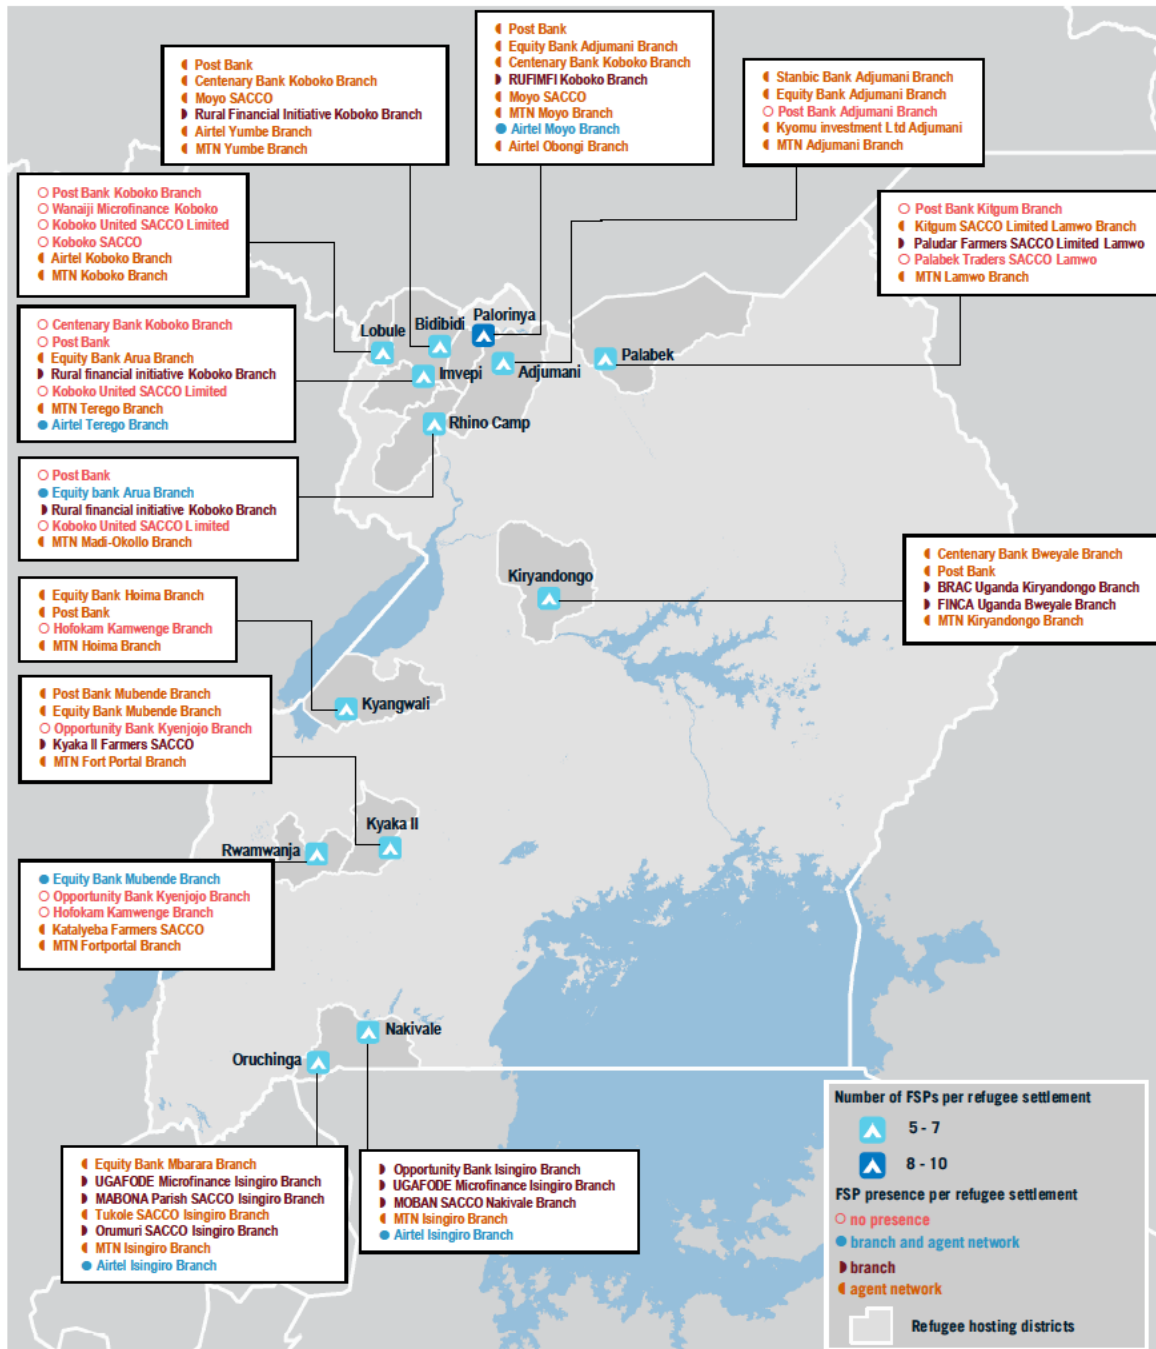 Post Bank
Centenary Bank Koboko Branch
Moyo SACCO
Rural Financial Initiative Koboko Branch
Airtel Yumbe Branch
MTN Yumbe Branch
Post Bank
Equity Bank Adjumani Branch
Centenary Bank Koboko Branch
RUFIMFI Koboko Branch
Moyo SACCO
MTN Moyo Branch
Airtel Moyo Branch
Airtel Obongi Branch
Stanbic Bank Adjumani Branch
Equity Bank Adjumani Branch
Post Bank Adjumani Branch
Kyomu investment Ltd Adjumani
MTN Adjumani Branch
Post Bank Koboko Branch
Wanaiji Microfinance Koboko
Koboko United SACCO Limited
Koboko SACCO
Airtel Koboko Branch
MTN Koboko Branch
Post Bank Kitgum Branch
Kitgum SACCO Limited Lamwo Branch
Paludar Farmers SACCO Limited Lamwo
Palabek Traders SACCO Lamwo
MTN Lamwo Branch
Centenary Bank Koboko Branch
Post Bank
Equity Bank Arua Branch
Rural financial initiative Koboko Branch
Koboko United SACCO Limited
MTN Terego Branch
Airtel Terego Branch
Lobule
Bidibidi
Palorinya
Imvepi
Adjumani
Palabek
Rhino Camp
Post Bank
Equity bank Arua Branch
Rural financial initiative Koboko Branch
Koboko United SACCO Limited
MTN Madi-Okollo Branch
Kiryandongo
Centenary Bank Bweyale Branch
Post Bank
BRAC Uganda Kiryandongo Branch
FINCA Uganda Bweyale Branch
MTN Kiryandongo Branch
Equity Bank Hoima Branch
Post Bank
Hofokam Kamwenge Branch
MTN Hoima Branch
Kyangwali
Post Bank Mubende Branch
Equity Bank Mubende Branch
Opportunity Bank Kyenjojo Branch
Kyaka II Farmers SACCO
MTN Fort Portal Branch
Kyaka II
Rwamwanja
Equity Bank Mubende Branch
Opportunity Bank Kyenjojo Branch
Hofokam Kamwenge Branch
Katalyeba Farmers SACCO
MTN Fortportal Branch
Nakivale
Oruchinga
Equity Bank Mbarara Branch
UGAFODE Microfinance Isingiro Branch
MABONA Parish SACCO Isingiro Branch
Tukole SACCO Isingiro Branch
Orumuri SACCO Isingiro Branch
MTN Isingiro Branch
Airtel Isingiro Branch
Opportunity Bank Isingiro Branch
UGAFODE Microfinance Isingiro Branch
MOBAN SACCO Nakivale Branch
MTN Isingiro Branch
Airtel Isingiro Branch
Number of FSPs per refugee settlement
5 - 7
8 - 10
FSP presence per refugee settlement
no presence
branch and agent network
branch
agent network
Refugee hosting districts